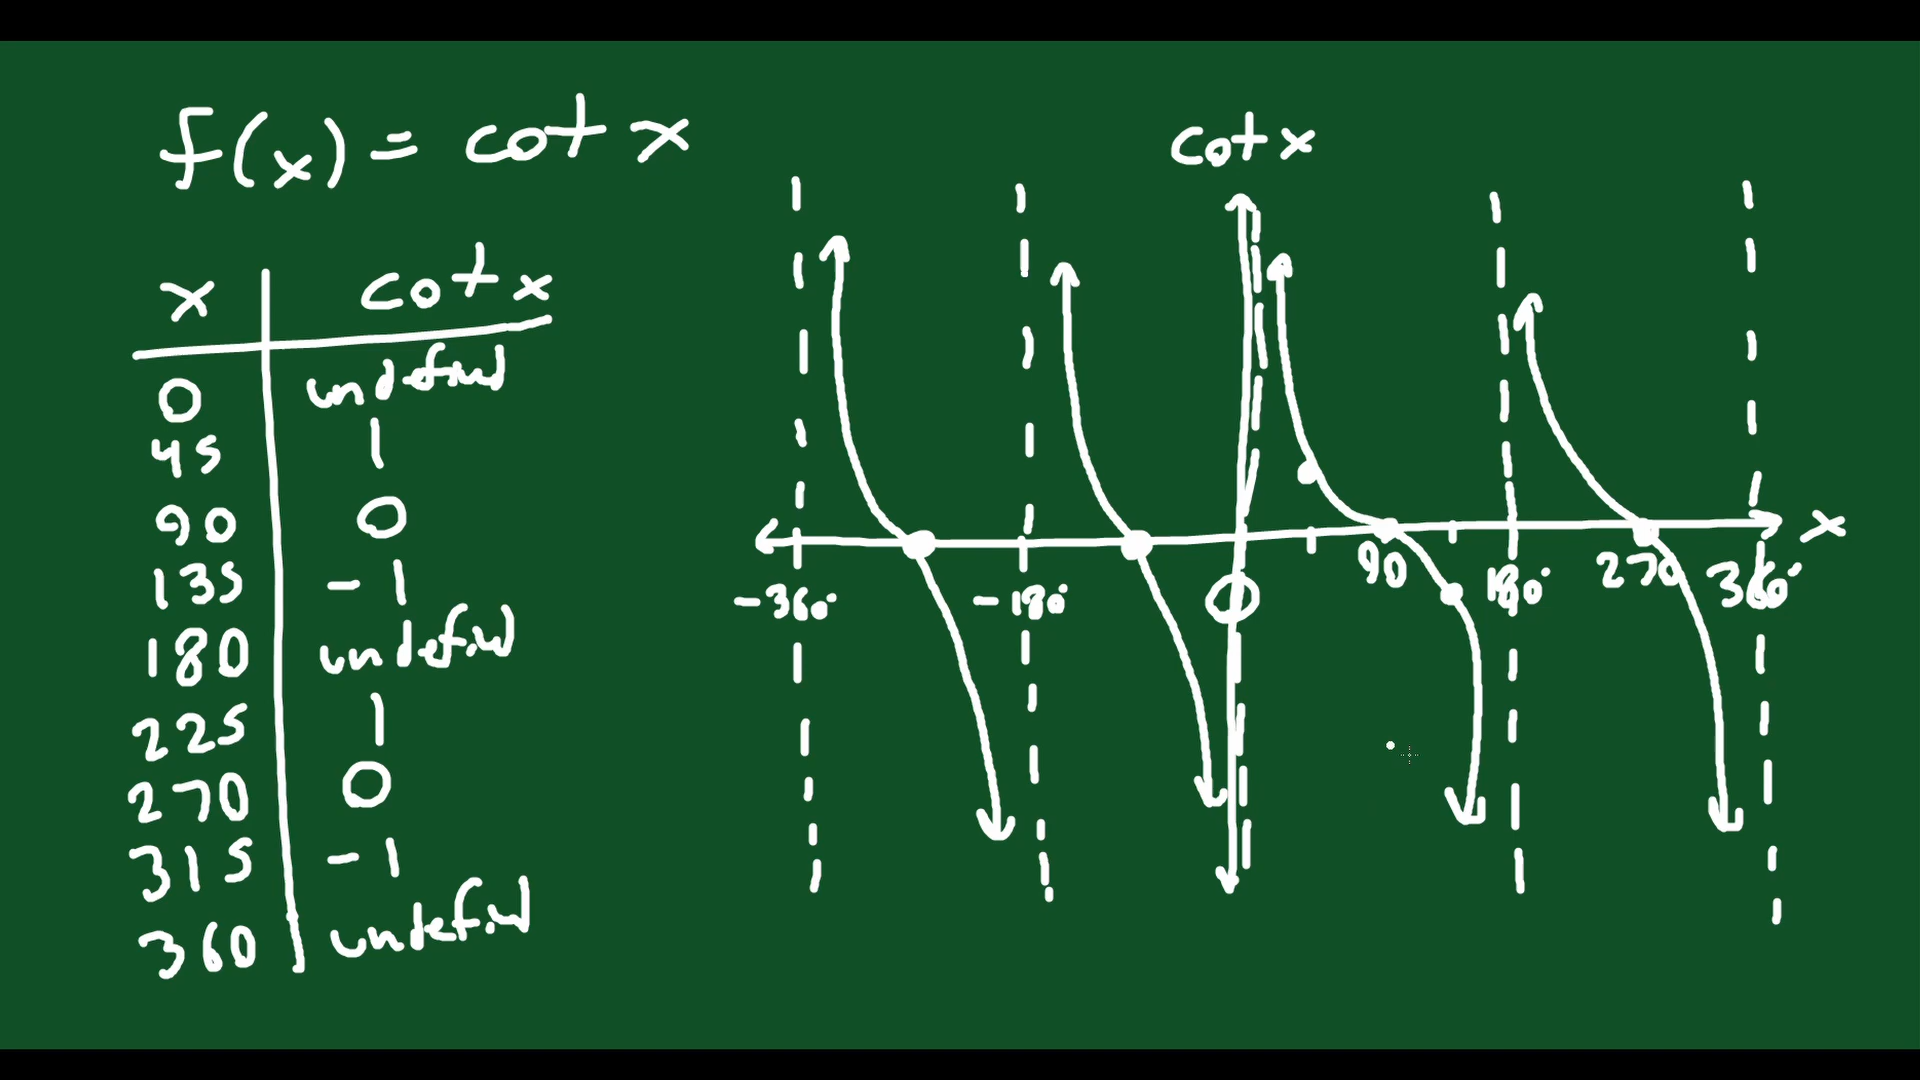 f(x) = cot x
x cot x
0 undefined
45 1
90 0
135 -1
180 undefined
225 1
270 0
315 -1
360 undefined
cot x
x
-360° -180° 0 90 180° 270 360°